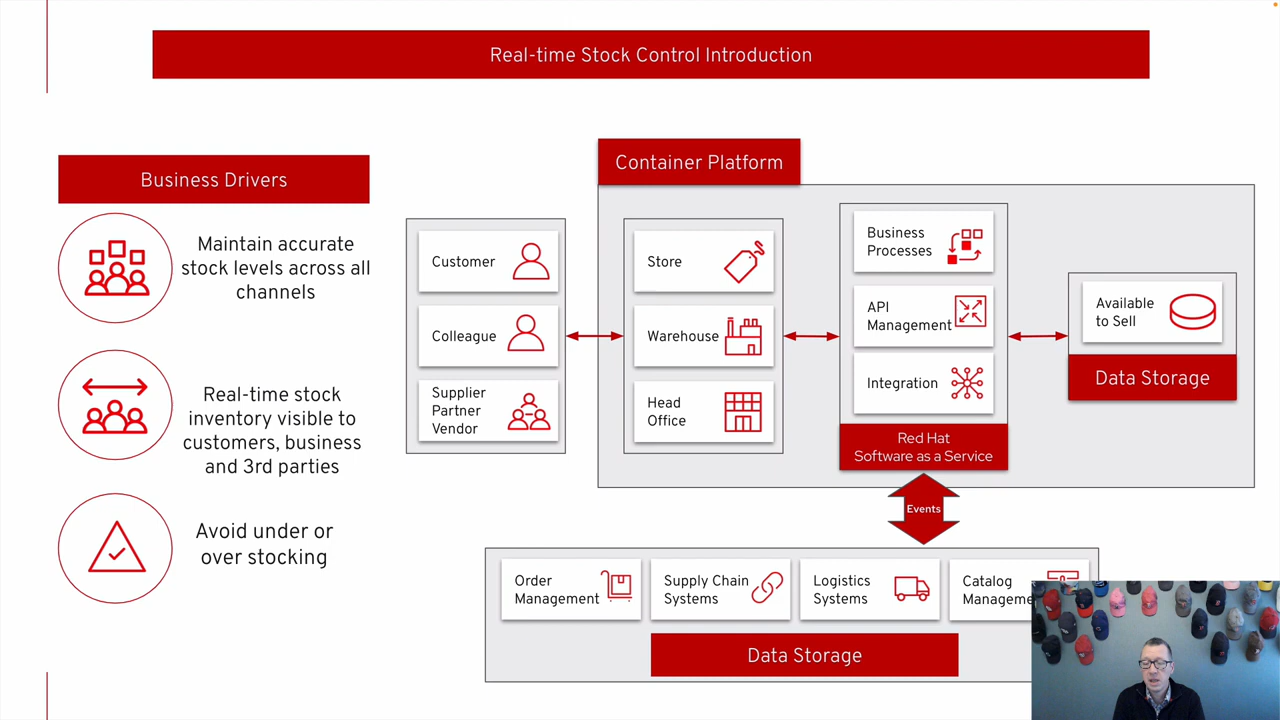 Real-time Stock Control Introduction
Business Drivers
Maintain accurate
stock levels across all
channels
Real-time stock
inventory visible to
customers, business
and 3rd parties
Avoid under or
over stocking
Container Platform
Customer
Colleague
Supplier
Partner
Vendor
Store
Warehouse
Head
Office
Business
Processes
API
Management
Integration
Red Hat
Software as a Service
Available
to Sell
Data Storage
Events
Order
Management
Supply Chain
Systems
Logistics
Systems
Catalog
Manageme
Data Storage